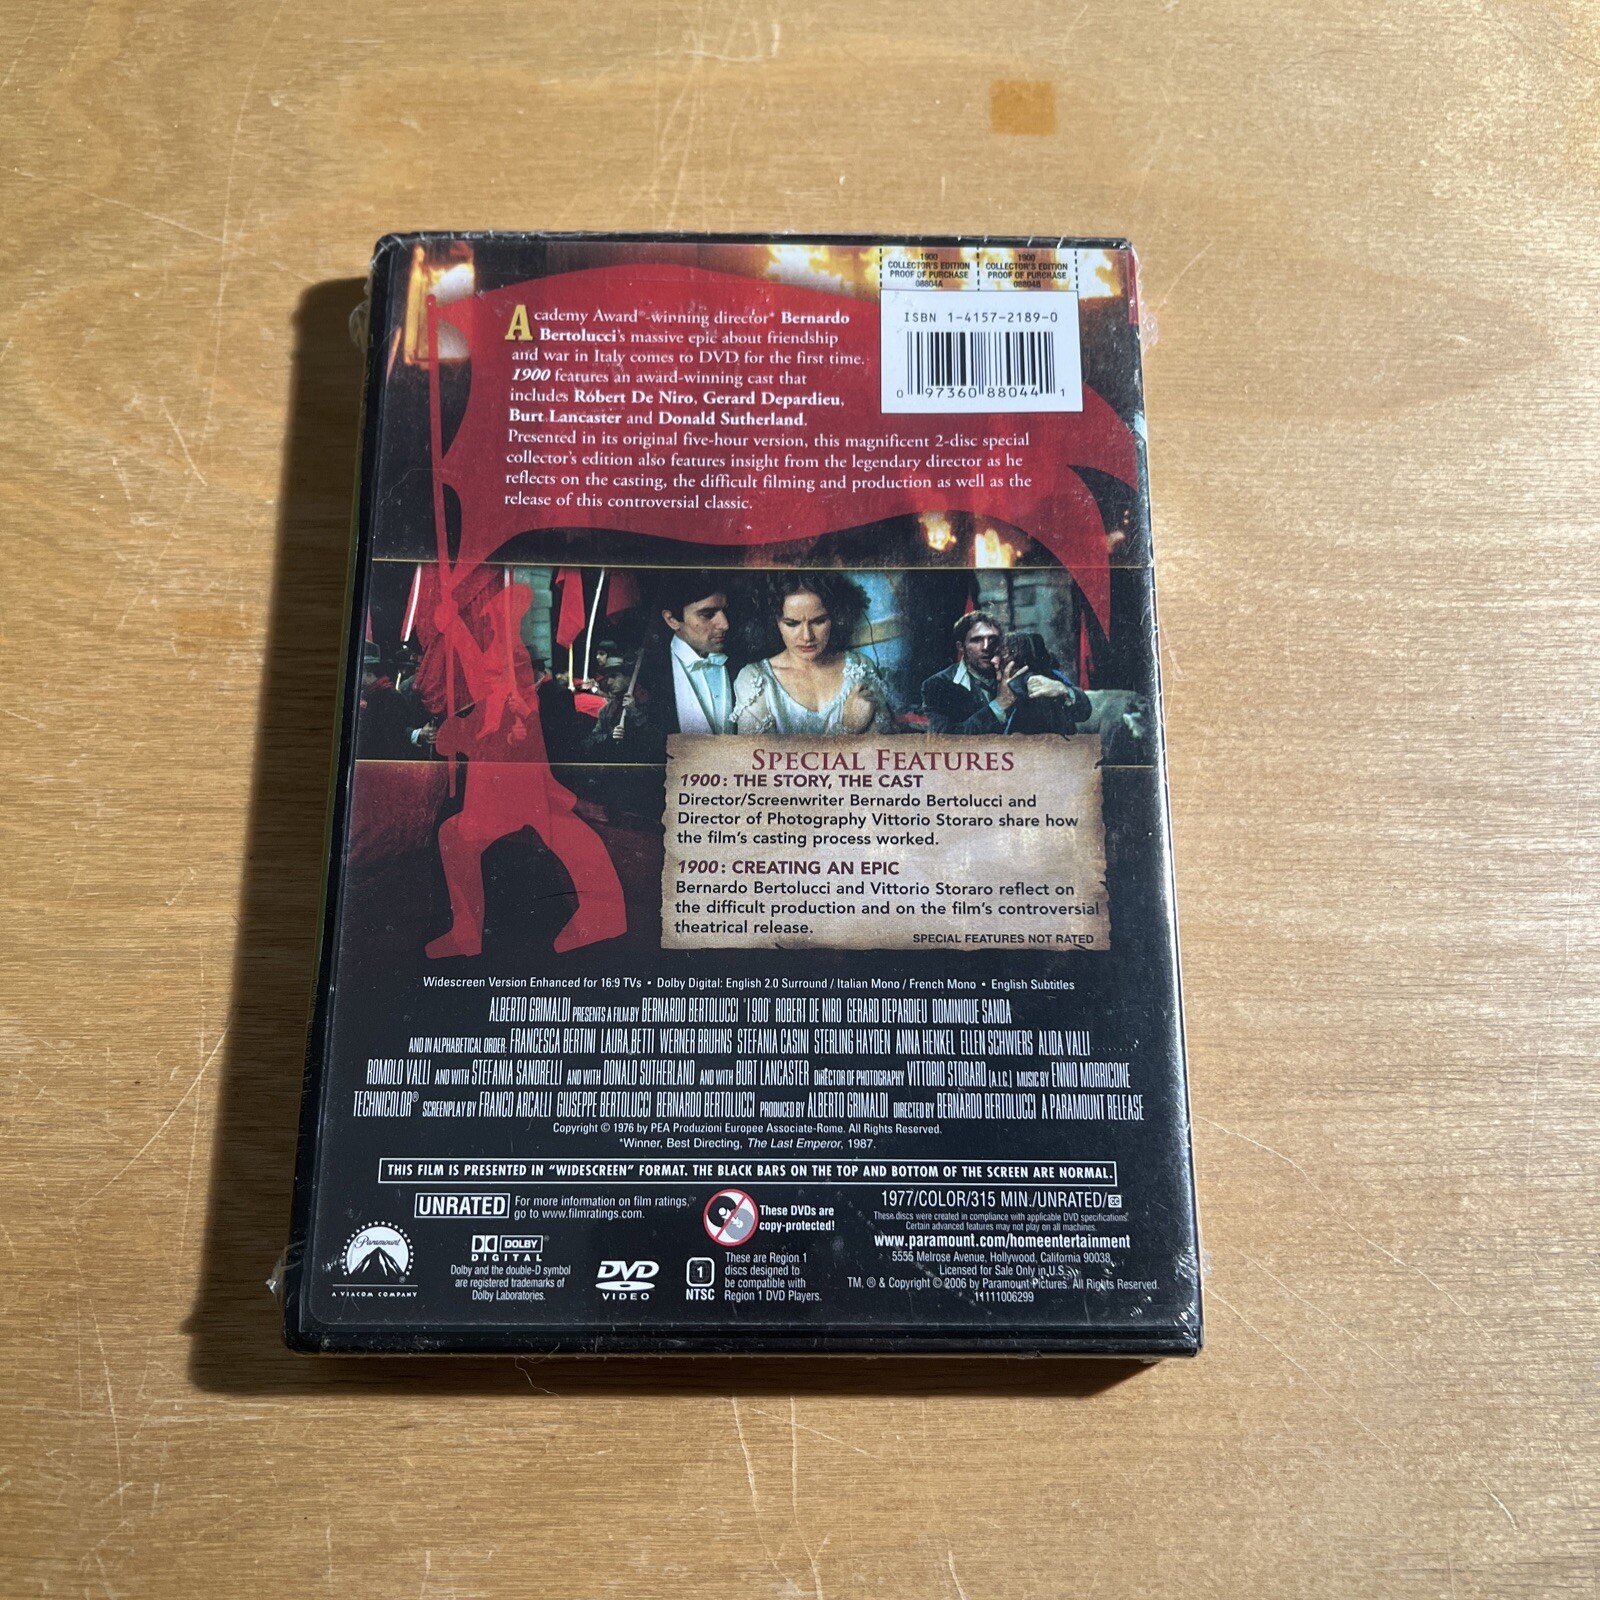 1900
COLLECTOR'S EDITION
PROOF OF PURCHASE
08804A
1900
COLLECTOR'S EDITION
PROOF OF PURCHASE
08804B
ISBN 1-4157-2189-0
0 97360 88044 1
Academy Award®-winning director* Bernardo
Bertolucci's massive epic about friendship
and war in Italy comes to DVD for the first time.
1900 features an award-winning cast that
includes Robert De Niro, Gerard Depardieu,
Burt Lancaster and Donald Sutherland.
Presented in its original five-hour version, this magnificent 2-disc special
collector's edition also features insight from the legendary director as he
reflects on the casting, the difficult filming and production as well as the
release of this controversial classic.
SPECIAL FEATURES
1900: THE STORY, THE CAST
Director/Screenwriter Bernardo Bertolucci and
Director of Photography Vittorio Storaro share how
the film's casting process worked.
1900: CREATING AN EPIC
Bernardo Bertolucci and Vittorio Storaro reflect on
the difficult production and on the film's controversial
theatrical release.
SPECIAL FEATURES NOT RATED
Widescreen Version Enhanced for 16:9 TVs • Dolby Digital: English 2.0 Surround / Italian Mono / French Mono • English Subtitles
ALBERTO GRIMALDI PRESENTS A FILM BY BERNARDO BERTOLUCCI '1900' ROBERT DE NIRO GERARD DEPARDIEU DOMINIQUE SANDA
AND IN ALPHABETICAL ORDER: FRANCESCA BERTINI LAURA BETTI WERNER BRUHNS STEFANIA CASINI STERLING HAYDEN ANNA HENKEL ELLEN SCHWIERS ALIDA VALLI
ROMOLO VALLI AND WITH STEFANIA SANDRELLI AND WITH DONALD SUTHERLAND AND WITH BURT LANCASTER DIRECTOR OF PHOTOGRAPHY VITTORIO STORARO (A.I.C.) MUSIC BY ENNIO MORRICONE
TECHNICOLOR® SCREENPLAY BY FRANCO ARCALLI GIUSEPPE BERTOLUCCI BERNARDO BERTOLUCCI PRODUCED BY ALBERTO GRIMALDI DIRECTED BY BERNARDO BERTOLUCCI A PARAMOUNT RELEASE
Copyright © 1976 by PEA Produzioni Europee Associate-Rome. All Rights Reserved.
*Winner, Best Directing, The Last Emperor, 1987.
THIS FILM IS PRESENTED IN "WIDESCREEN" FORMAT. THE BLACK BARS ON THE TOP AND BOTTOM OF THE SCREEN ARE NORMAL.
UNRATED
For more information on film ratings,
go to www.filmratings.com.
These DVDs are
copy-protected!
1977/COLOR/315 MIN./UNRATED/CC
These discs were created in compliance with applicable DVD specifications.
Certain advanced features may not play on all machines.
www.paramount.com/homeentertainment
5555 Melrose Avenue, Hollywood, California 90038
Licensed for Sale Only in U.S.
TM, ® & Copyright © 2006 by Paramount Pictures. All Rights Reserved.
11111006299
Paramount
®
A VIACOM COMPANY
DOLBY
DIGITAL
Dolby and the double-D symbol
are registered trademarks of
Dolby Laboratories.
DVD
VIDEO
1
NTSC
These are Region 1
discs designed to
be compatible with
Region 1 DVD Players.